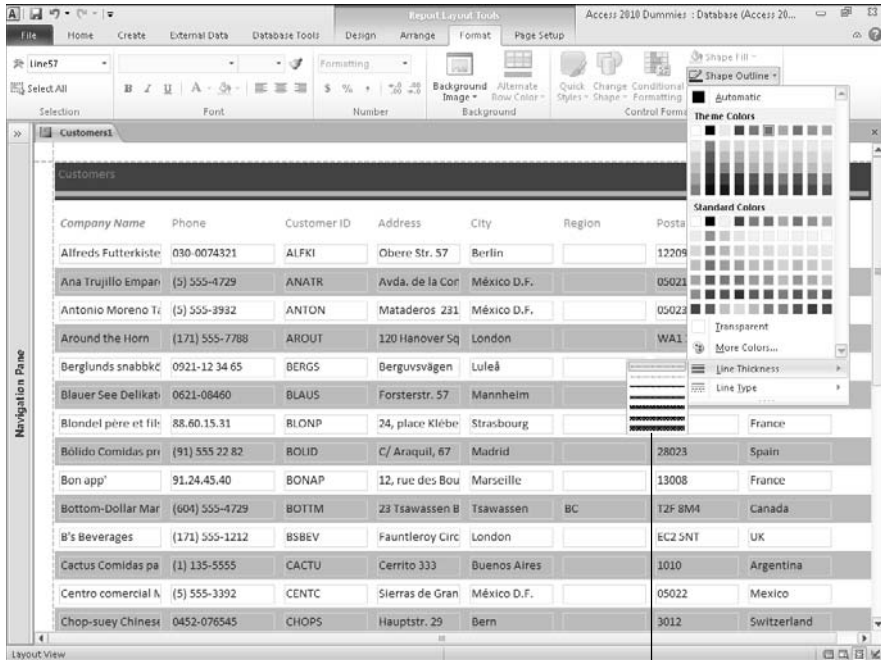 Report Layout Tools
Access 2010 Dummies : Database (Access 20...
File Home Create External Data Database Tools Design Arrange Format Page Setup
Line57
Select All
Selection
B I U A
Font
Formatting
$ % ,
Number
Background Image
Alternate Row Color
Background
Quick Styles
Change Shape
Conditional Formatting
Shape Fill
Shape Outline
Automatic
Theme Colors
Standard Colors
Transparent
More Colors...
Line Thickness
Line Type
Customers1
Navigation Pane
Customers
Company Name Phone Customer ID Address City Region Posta
Alfreds Futterkiste 030-0074321 ALFKI Obere Str. 57 Berlin 12209
Ana Trujillo Empar (5) 555-4729 ANATR Avda. de la Con México D.F. 05021
Antonio Moreno Ta (5) 555-3932 ANTON Mataderos 231 México D.F. 05023
Around the Horn (171) 555-7788 AROUT 120 Hanover Sq London WA1
Berglunds snabbkö 0921-12 34 65 BERGS Berguvsvägen Luleå
Blauer See Delikat 0621-08460 BLAUS Forsterstr. 57 Mannheim
Blondel père et fils 88.60.15.31 BLONP 24, place Klébe Strasbourg France
Bólido Comidas pr (91) 555 22 82 BOLID C/ Araquil, 67 Madrid 28023 Spain
Bon app' 91.24.45.40 BONAP 12, rue des Bou Marseille 13008 France
Bottom-Dollar Mar (604) 555-4729 BOTTM 23 Tsawassen B Tsawassen BC T2F 8M4 Canada
B's Beverages (171) 555-1212 BSBEV Fauntleroy Circ London EC2 5NT UK
Cactus Comidas pa (1) 135-5555 CACTU Cerrito 333 Buenos Aires 1010 Argentina
Centro comercial M (5) 555-3392 CENTC Sierras de Gran México D.F. 05022 Mexico
Chop-suey Chinese 0452-076545 CHOPS Hauptstr. 29 Bern 3012 Switzerland
Layout View